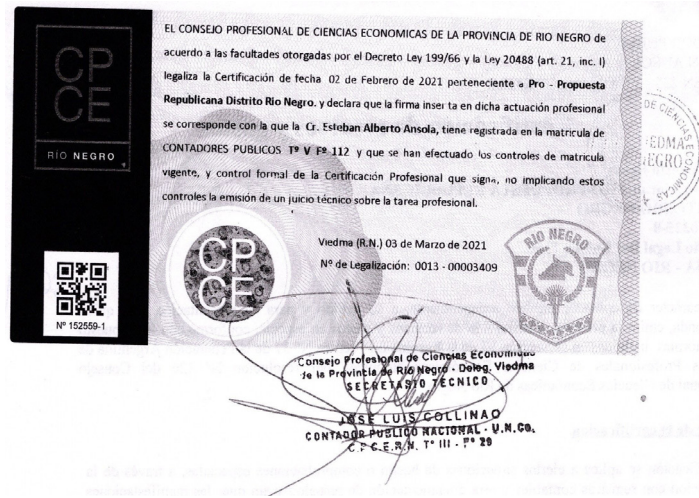 CP
CE
RIO NEGRO
EL CONSEJO PROFESIONAL DE CIENCIAS ECONOMICAS DE LA PROVINCIA DE RIO NEGRO de
acuerdo a las facultades otorgadas por el Decreto Ley 199/66 y la Ley 20488 (art. 21, inc. I)
legaliza la Certificación de fecha 02 de Febrero de 2021 perteneciente a Pro - Propuesta
Republicana Distrito Rio Negro. y declara que la firma inserta en dicha actuación profesional
se corresponde con la que la Cr. Esteban Alberto Ansola, tiene registrada en la matricula de
CONTADORES PUBLICOS Tº V Fº 112 y que se han efectuado los controles de matricula
vigente, y control formal de la Certificación Profesional que signa, no implicando estos
controles la emisión de un juicio técnico sobre la tarea profesional.
Viedma (R.N.) 03 de Marzo de 2021
Nº de Legalización: 0013 - 00003409
CP
CE
RIO NEGRO
Nº 152559-1
DE CIENCIAS ECONOMICAS
Consejo Profesional de Ciencias Económicas
de la Provincia de Río Negro - Deleg. Viedma
SECRETARIO TECNICO
JOSE LUIS COLLINAO
CONTADOR PUBLICO NACIONAL - U.N.Co.
C.P.C.E.R.N. Tº III - Fº 29